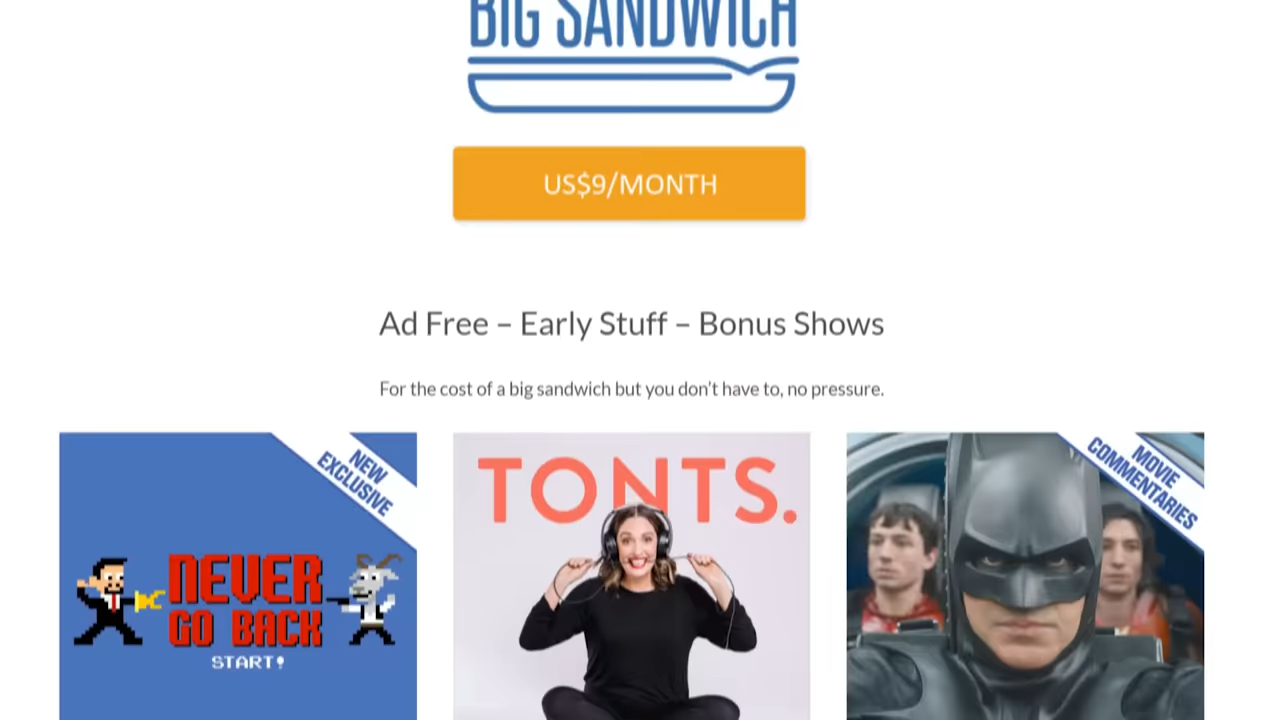 BIG SANDWICH
US$9/MONTH
Ad Free – Early Stuff – Bonus Shows
For the cost of a big sandwich but you don't have to, no pressure.
NEW
EXCLUSIVE
NEVER
GO BACK
START!
TONTS.
MOVIE
COMMENTARIES